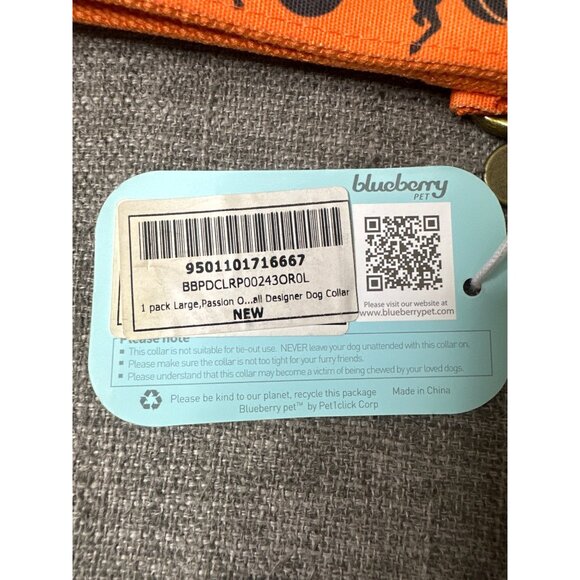 blueberry
PET
9501101716667
BBPDCLRP00243OR0L
1 pack Large,Passion O...all Designer Dog Collar
NEW
Please visit our website at
www.blueberrypet.com
Please note
■ This collar is not suitable for tie-out use. NEVER leave your dog unattended with this collar on.
■ Please make sure the collar is not too tight for your furry friends.
■ Please understand that this collar may become a victim of being chewed by your loved dogs.
Please be kind to our planet, recycle this package
Made in China
Blueberry pet™ by Pet1click Corp